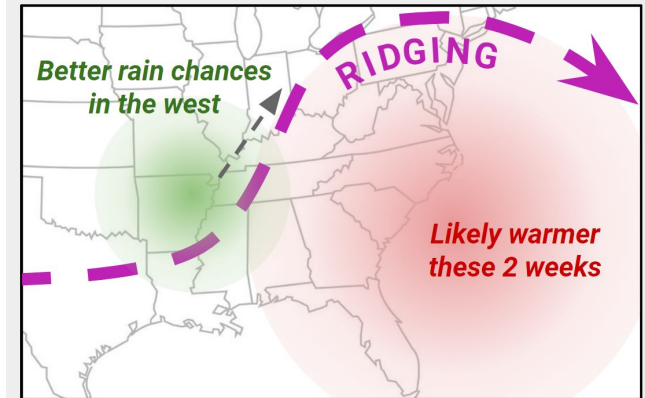 Better rain chances
in the west
RIDGING
Likely warmer
these 2 weeks